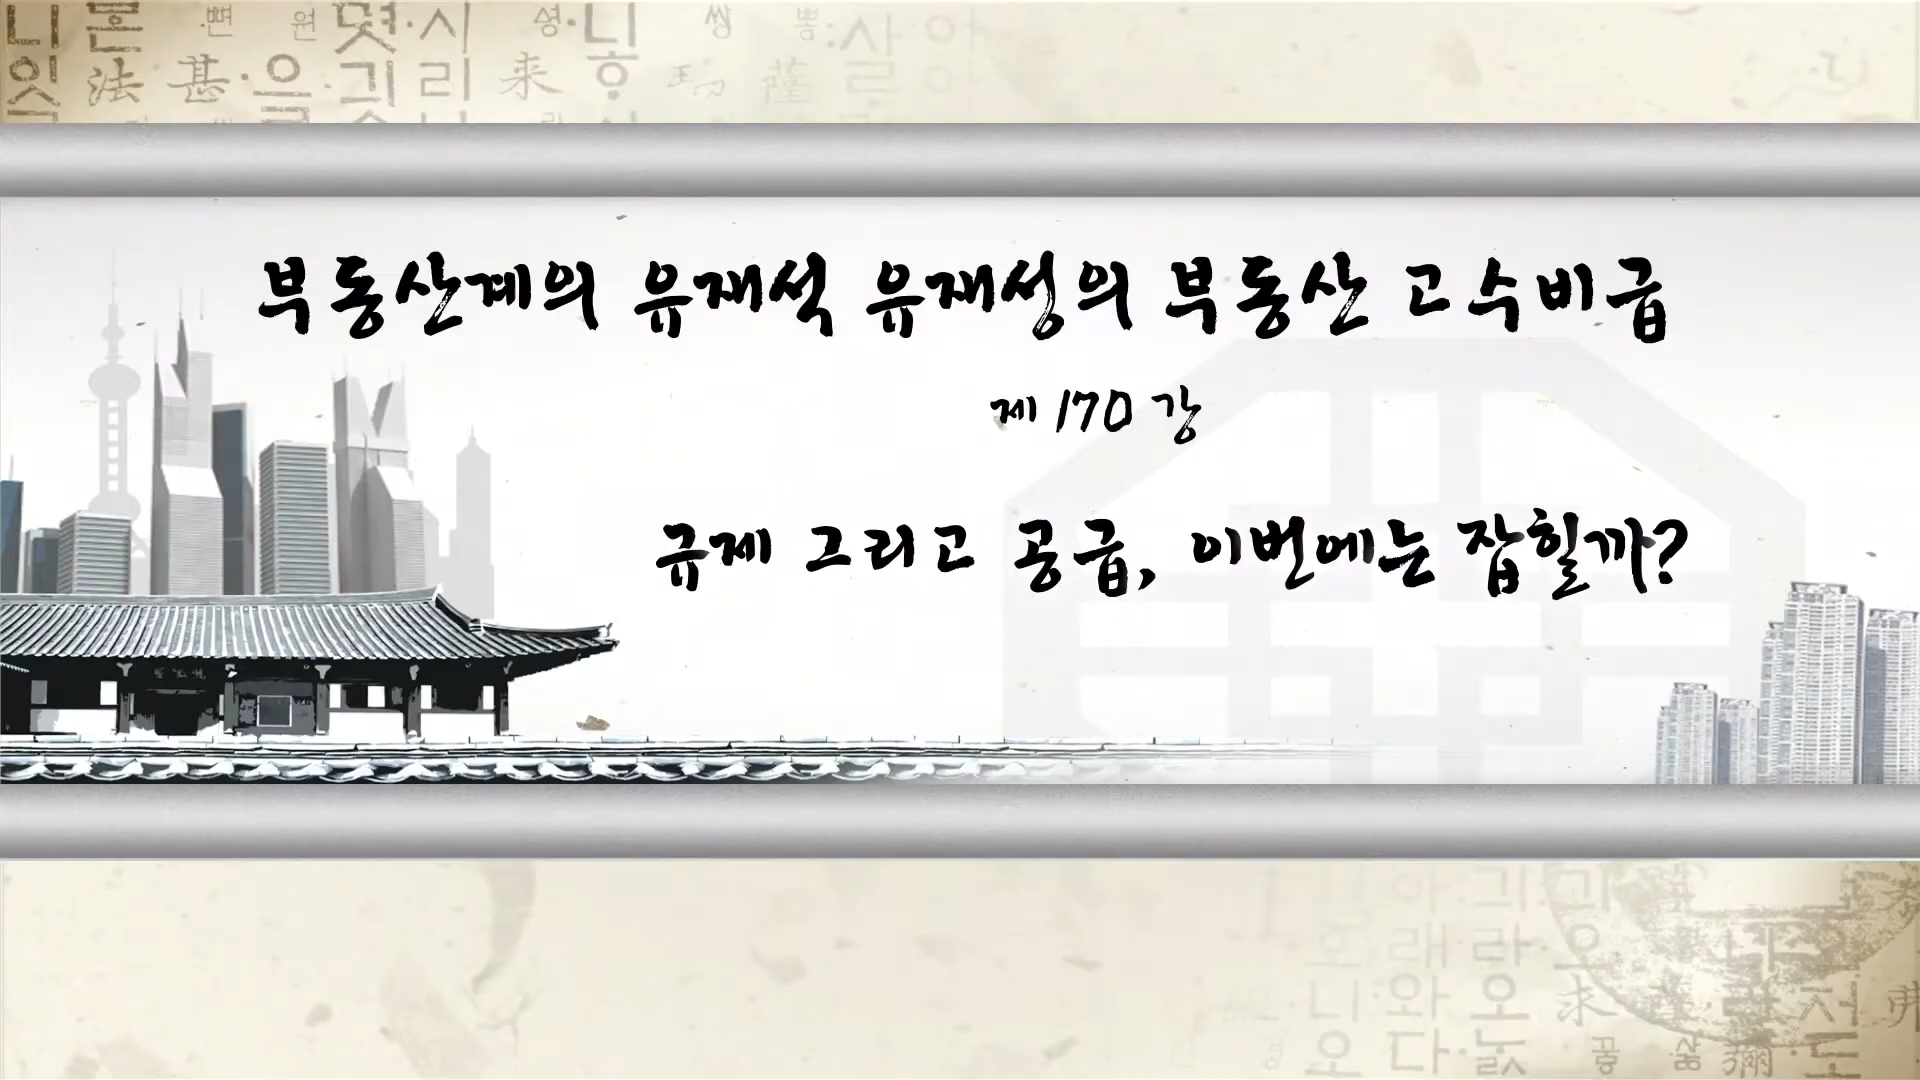 부동산계의 유재석 유재성의 부동산 고수비급
제 170 강
규제 그리고 공급, 이번에는 잡힐까?